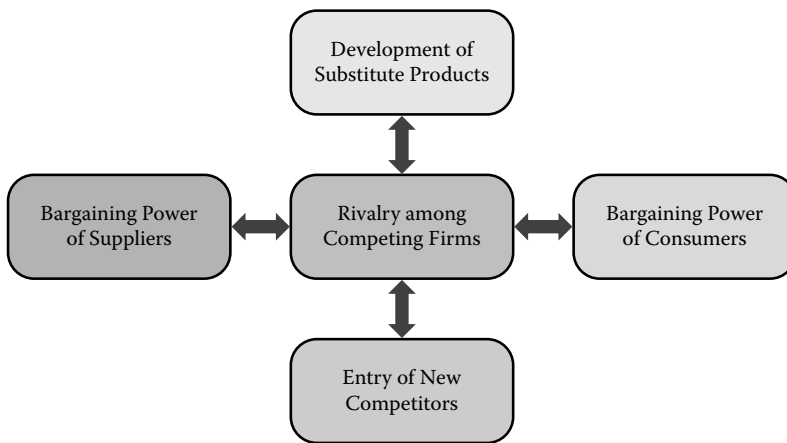 Development of
Substitute Products
Bargaining Power
of Suppliers
Rivalry among
Competing Firms
Bargaining Power
of Consumers
Entry of New
Competitors